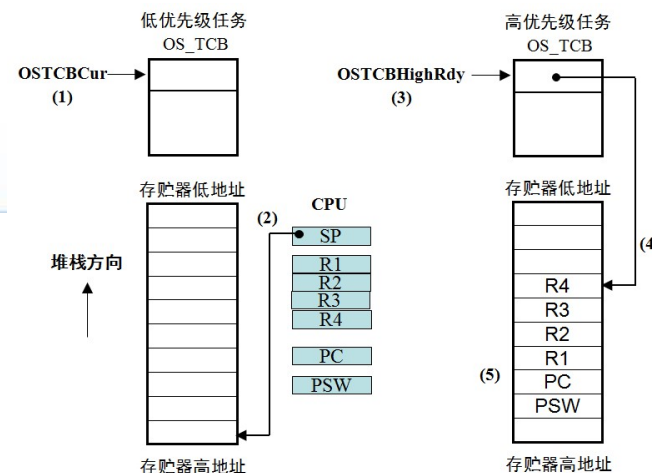 低优先级任务
OS_TCB
OSTCBCur
(1)
高优先级任务
OS_TCB
OSTCBHighRdy
(3)
存贮器低地址
(2)
CPU
SP
R1
R2
R3
R4
PC
PSW
堆栈方向
存贮器高地址
存贮器低地址
(4
R4
R3
R2
R1
PC
PSW
(5)
存贮器高地址